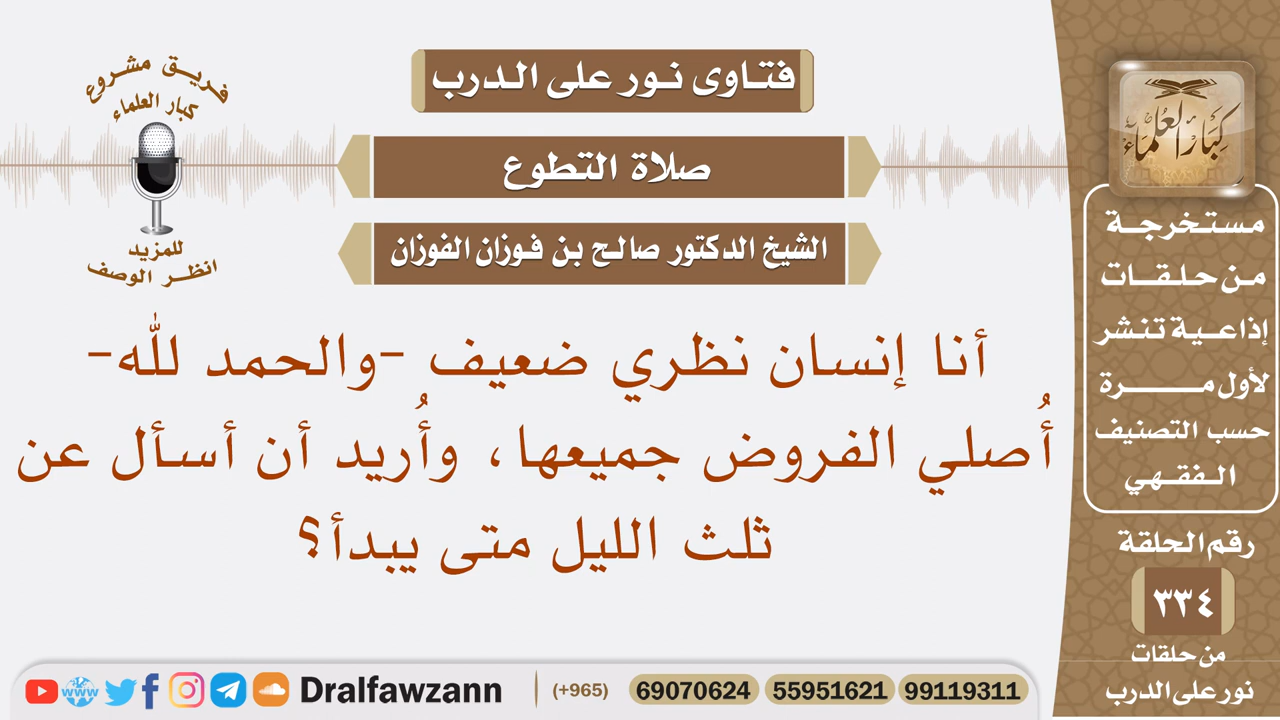 فتاوى نور على الدرب
صلاة التطوع
الشيخ الدكتور صالح بن فوزان الفوزان
فريق مشروع
كبار العلماء
للمزيد
انظر الوصف
أنا إنسان نظري ضعيف -والحمد لله-
أُصلي الفروض جميعها، وأُريد أن أسأل عن
ثلث الليل متى يبدأ؟
كبار العلماء
مستخرجة
من حلقات
إذاعية تنشر
لأول مرة
حسب التصنيف
الفقهي
رقم الحلقة
٣٣٤
من حلقات
نور على الدرب
www Dralfawzann (+965) 69070624 55951621 99119311